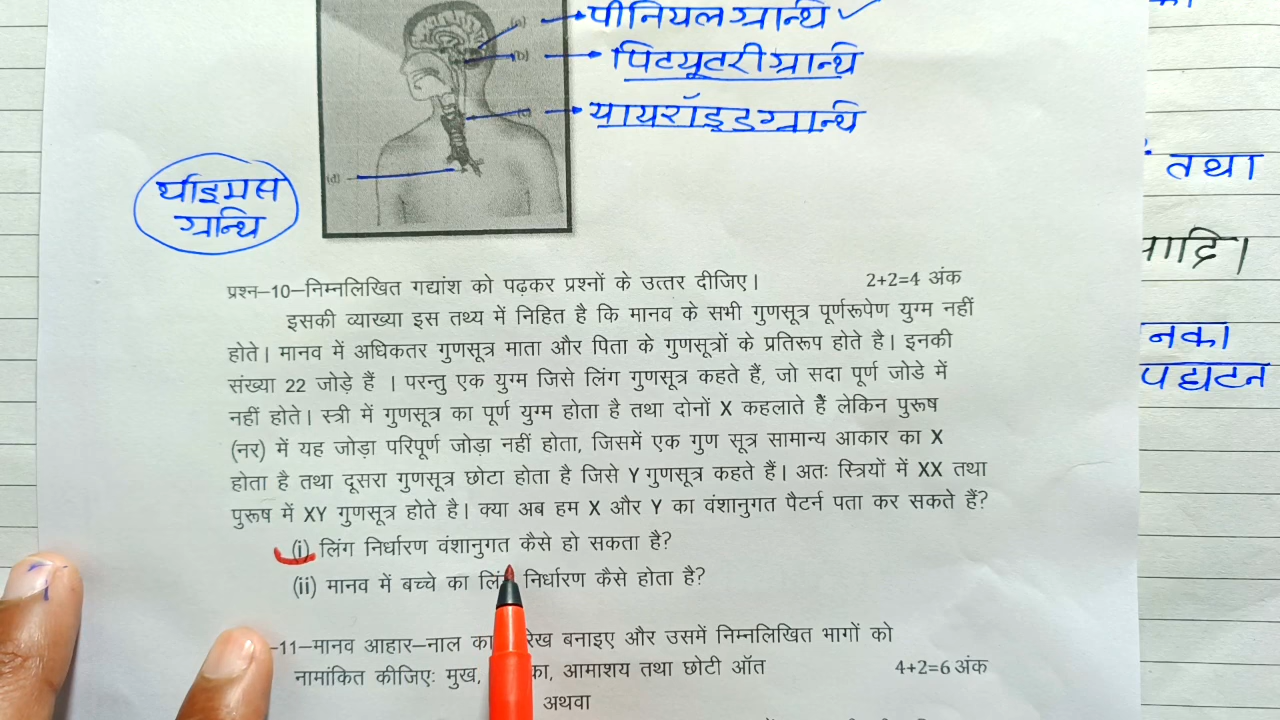 (a) पीनियल ग्रान्थि ✓
(b) पिट्यूटरी ग्रान्थि
(c) थायरॉइड ग्रान्थि
(d)
थाइमस
ग्रान्थि
प्रश्न–10–निम्नलिखित गद्यांश को पढ़कर प्रश्नों के उत्तर दीजिए। 2+2=4 अंक
इसकी व्याख्या इस तथ्य में निहित है कि मानव के सभी गुणसूत्र पूर्णरूपेण युग्म नहीं
होते। मानव में अधिकतर गुणसूत्र माता और पिता के गुणसूत्रों के प्रतिरूप होते है। इनकी
संख्या 22 जोड़े हैं । परन्तु एक युग्म जिसे लिंग गुणसूत्र कहते हैं, जो सदा पूर्ण जोडे में
नहीं होते। स्त्री में गुणसूत्र का पूर्ण युग्म होता है तथा दोनों X कहलाते हैं लेकिन पुरूष
(नर) में यह जोड़ा परिपूर्ण जोड़ा नहीं होता, जिसमें एक गुण सूत्र सामान्य आकार का X
होता है तथा दूसरा गुणसूत्र छोटा होता है जिसे Y गुणसूत्र कहते हैं। अतः स्त्रियों में XX तथा
पुरूष में XY गुणसूत्र होते है। क्या अब हम X और Y का वंशानुगत पैटर्न पता कर सकते हैं?
(i) लिंग निर्धारण वंशानुगत कैसे हो सकता है?
(ii) मानव में बच्चे का निर्धारण कैसे होता है?
–11–मानव आहार–नाल का बनाइए और उसमें निम्नलिखित भागों को
नामांकित कीजिएः मुख, आमाशय तथा छोटी ऑत 4+2=6 अंक
अथवा
तथा
नका